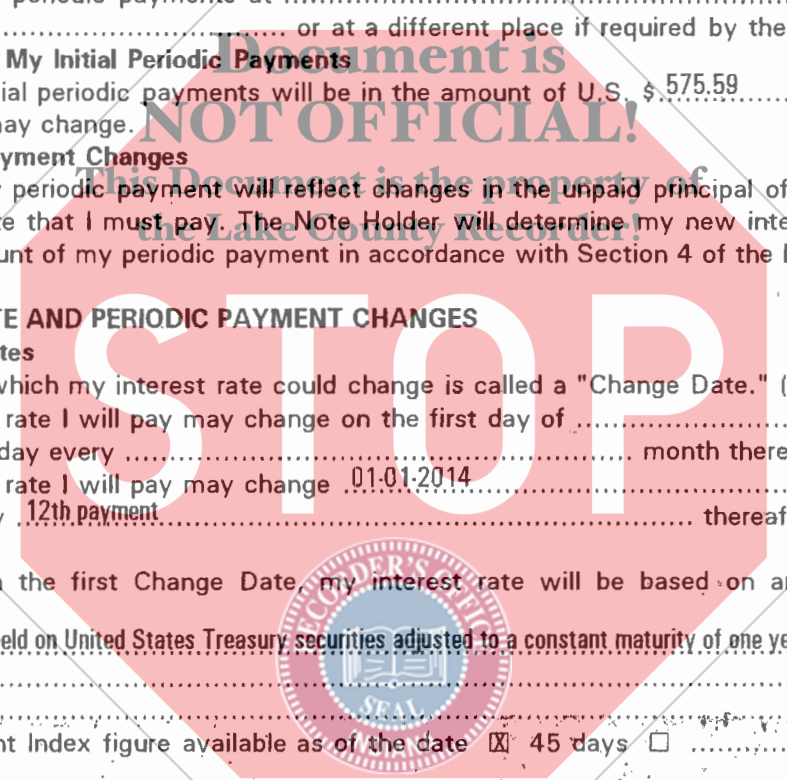 periodic payments at
or at a different place if required by the
My Initial Periodic Payments
ial periodic payments will be in the amount of U.S. $ 575.59
ay change.
yment Changes
periodic payment will reflect changes in the unpaid principal of
e that I must pay. The Note Holder will determine my new inte
unt of my periodic payment in accordance with Section 4 of the
TE AND PERIODIC PAYMENT CHANGES
tes
which my interest rate could change is called a "Change Date." (
rate I will pay may change on the first day of
day every month there
rate I will pay may change 01-01-2014
12th payment thereaf
the first Change Date, my interest rate will be based on a
eld on United States Treasury securities adjusted to a constant maturity of one ye
nt Index figure available as of the date ☒ 45 days ☐
Document is
NOT OFFICIAL!
This Document is the property of
the Lake County Recorder!
STOP
RECORDER'S OFFICE
SEAL